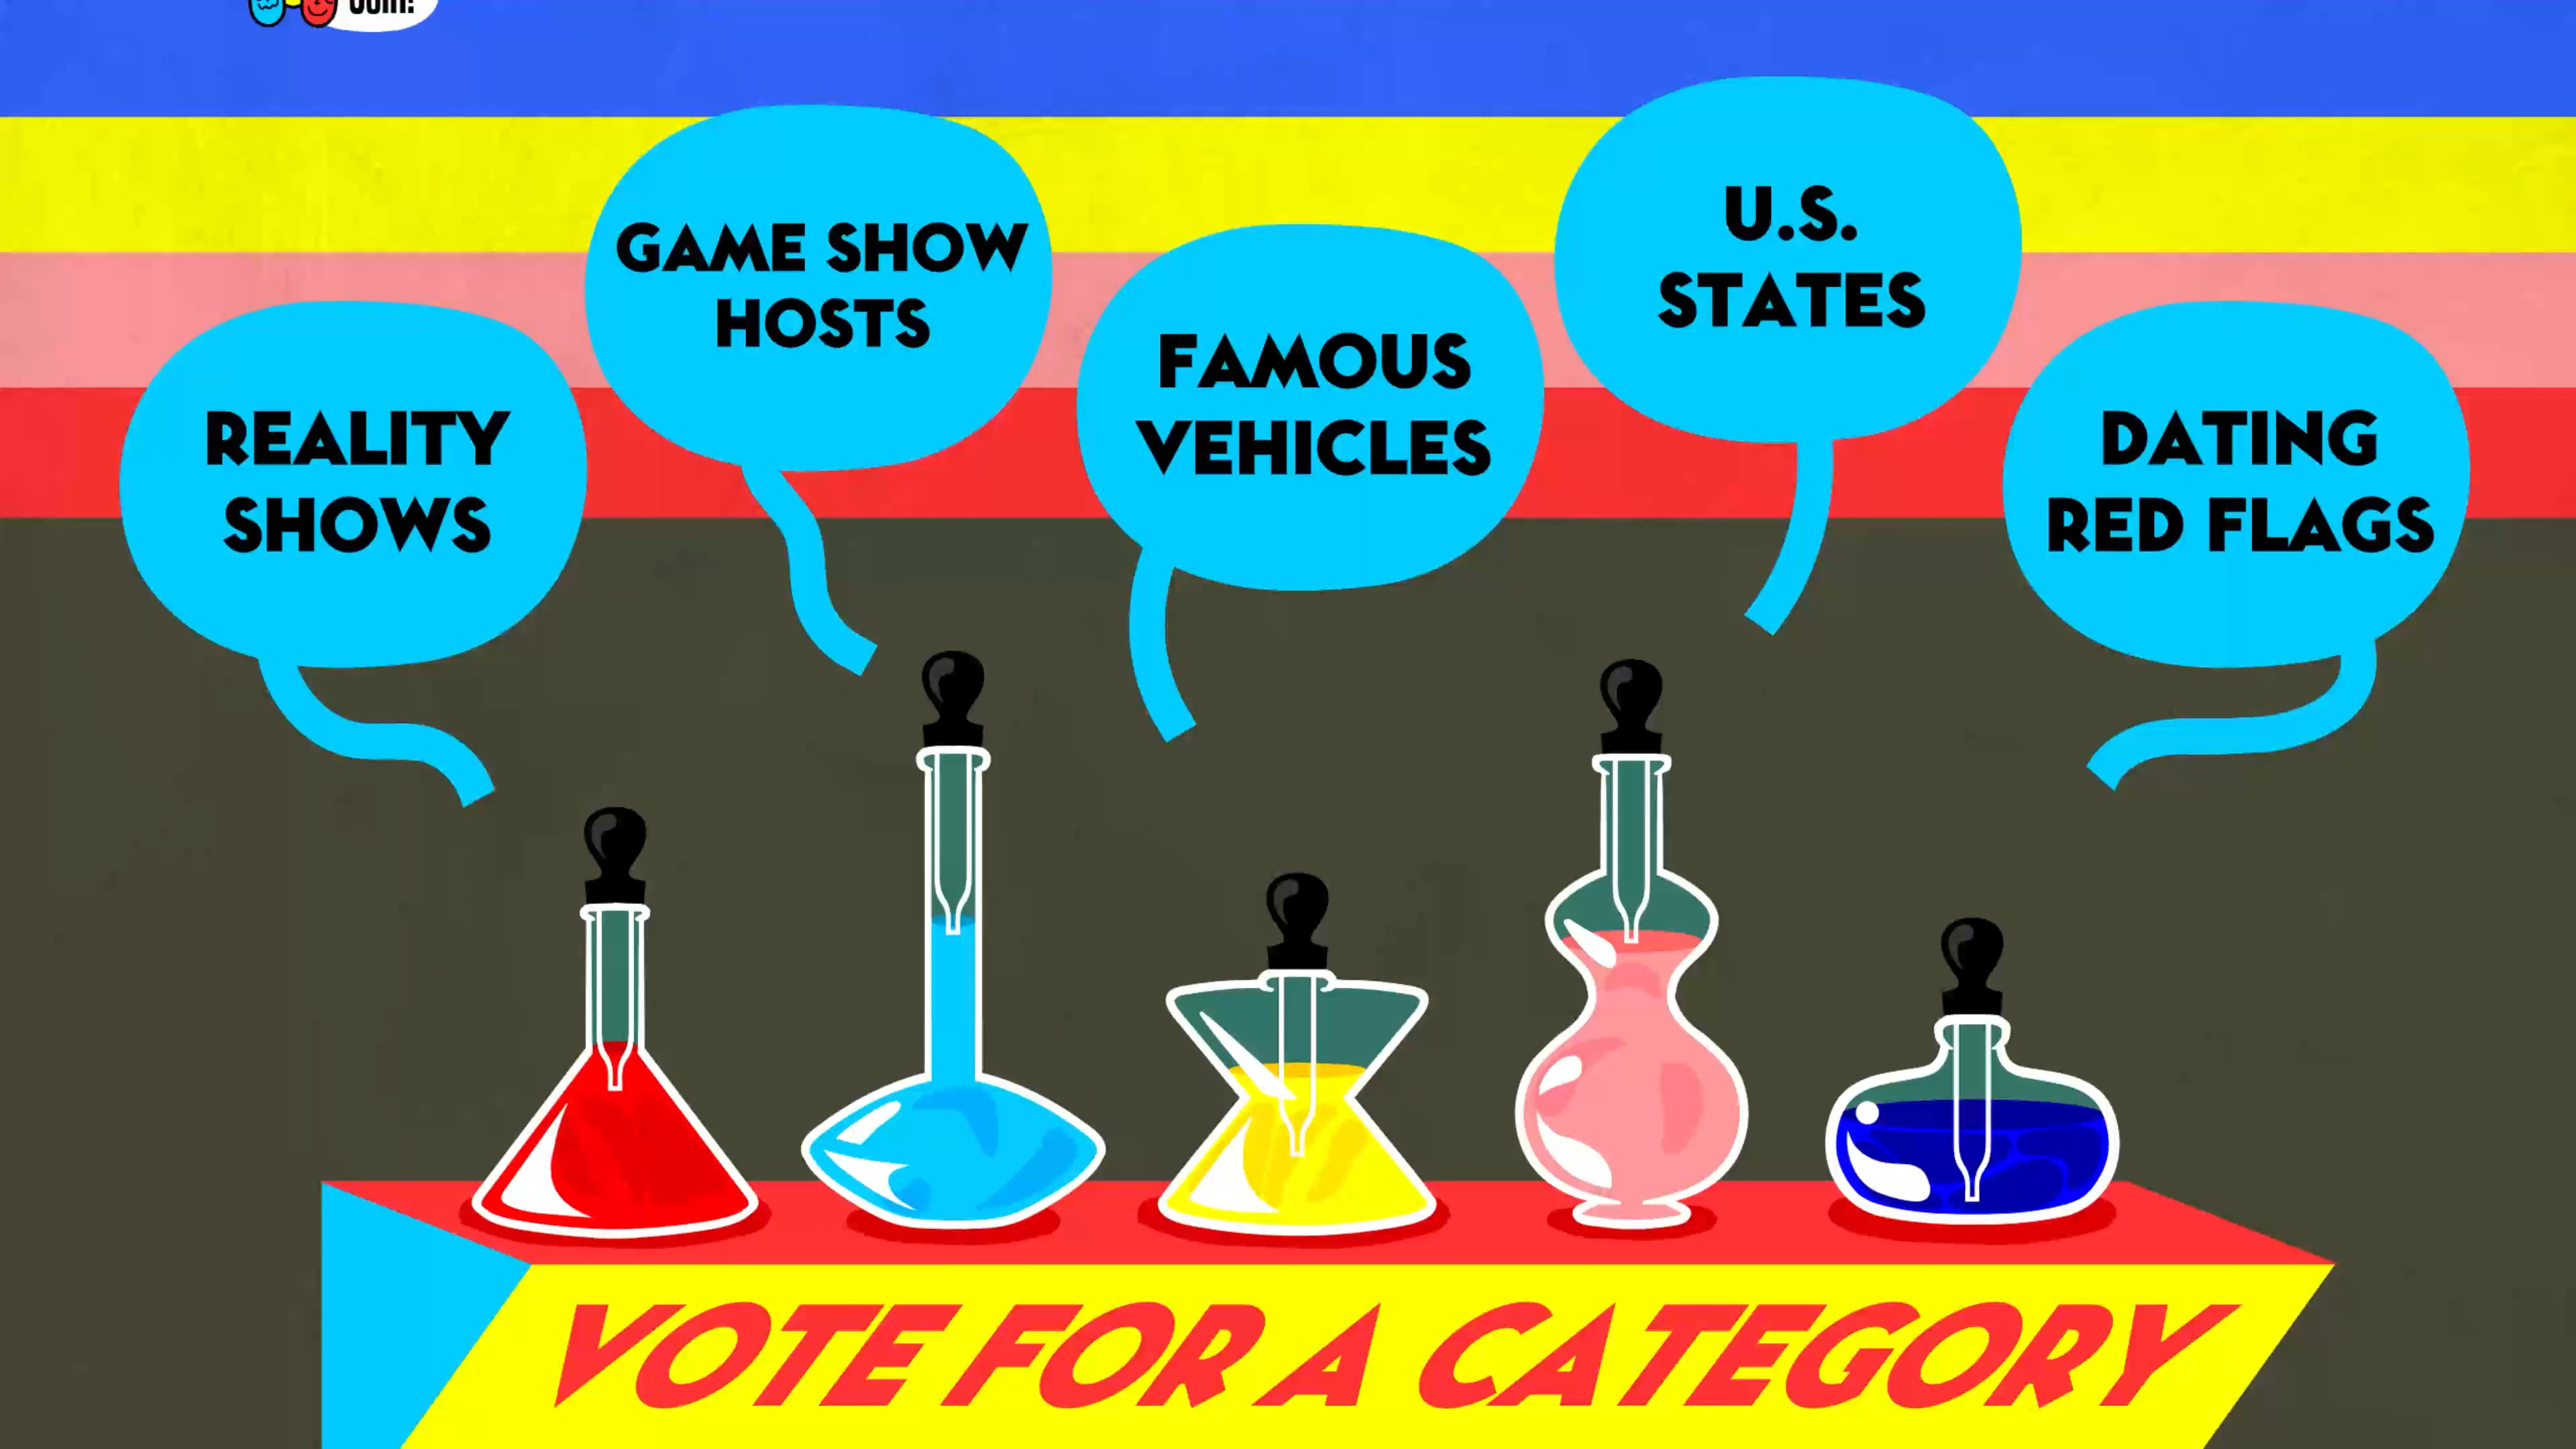 REALITY
SHOWS
GAME SHOW
HOSTS
FAMOUS
VEHICLES
U.S.
STATES
DATING
RED FLAGS
VOTE FOR A CATEGORY